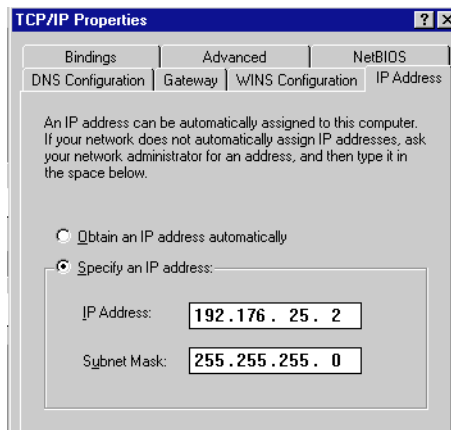 TCP/IP Properties
Bindings Advanced NetBIOS
DNS Configuration Gateway WINS Configuration IP Address
An IP address can be automatically assigned to this computer.
If your network does not automatically assign IP addresses, ask
your network administrator for an address, and then type it in
the space below.
Obtain an IP address automatically
Specify an IP address:
IP Address: 192.176. 25. 2
Subnet Mask: 255.255.255. 0